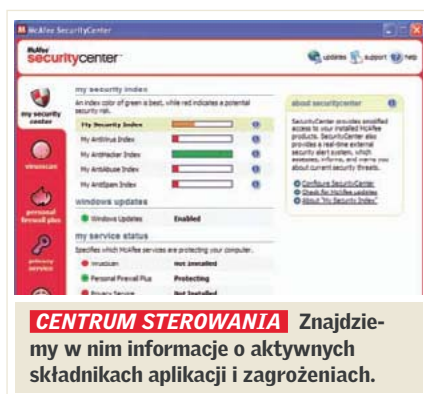 McAfee SecurityCenter
McAfee
securitycenter
updates support help
my security center
my security index
An index color of green is best, while red indicates a potential
security risk.
My Security Index
My AntiVirus Index
My AntiHacker Index
My AntiAbuse Index
My AntiSpam Index
windows updates
Windows Updates Enabled
my service status
Specifies which McAfee services are protecting your computer.
VirusScan Not Installed
Personal Firewall Plus Protecting
Privacy Service Not Installed
virusscan
personal
firewall plus
privacy
service
about securitycenter
SecurityCenter provides simplified
access to your installed McAfee
products. SecurityCenter also
provides a real-time external
security alert system, which
assesses, informs, and warns you
about current security threats.
Configure SecurityCenter
Check for McAfee updates
About "My Security Index"
CENTRUM STEROWANIA Znajdzie-
my w nim informacje o aktywnych
składnikach aplikacji i zagrożeniach.